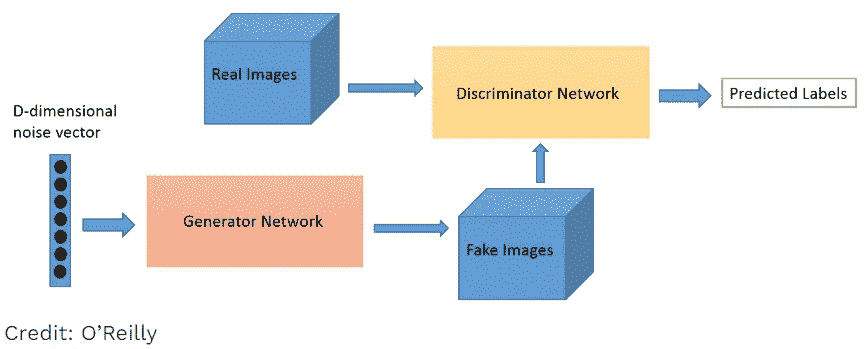 Real Images
Discriminator Network
Predicted Labels
D-dimensional
noise vector
Generator Network
Fake Images
Credit: O'Reilly